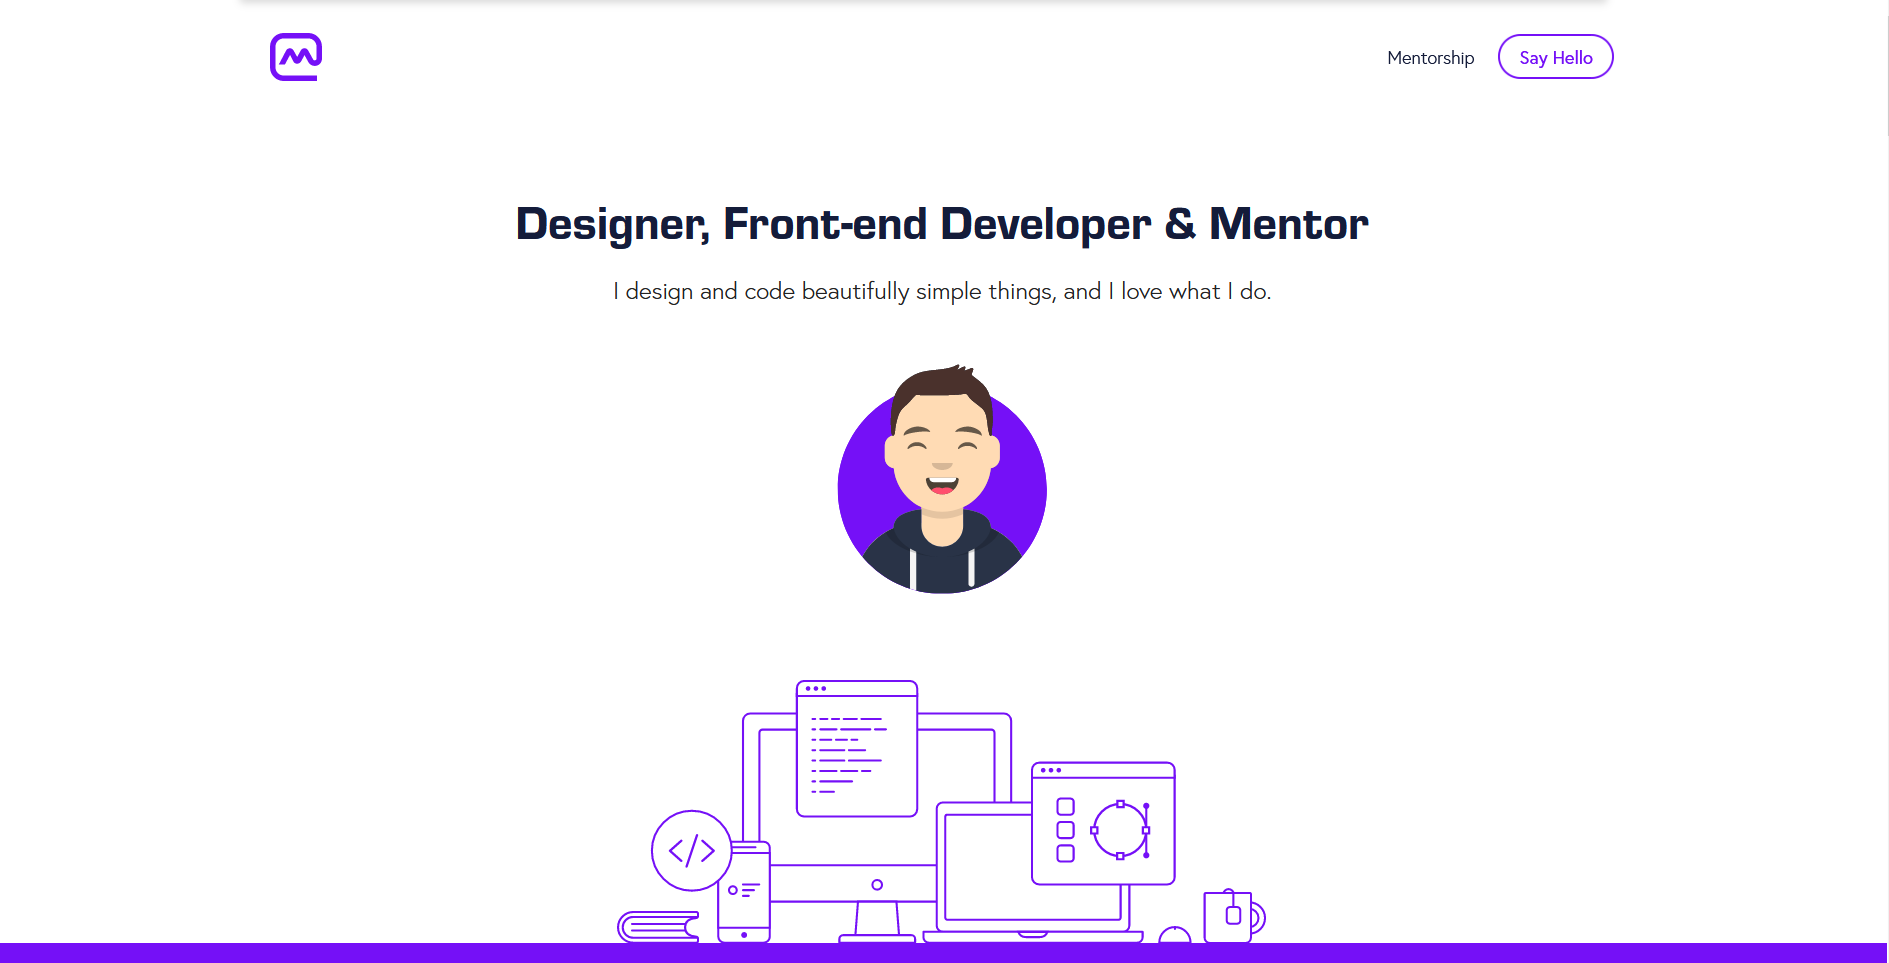 Mentorship
Say Hello
Designer, Front-end Developer & Mentor
I design and code beautifully simple things, and I love what I do.